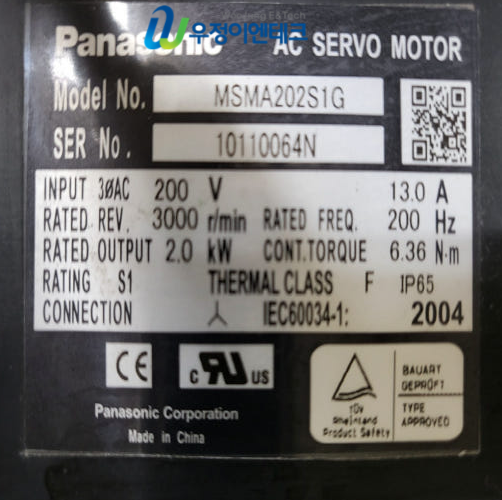 우정이엔테크
Panasonic AC SERVO MOTOR
Model No. MSMA202S1G
SER No. 10110064N
INPUT 3øAC 200 V 13.0 A
RATED REV. 3000 r/min RATED FREQ. 200 Hz
RATED OUTPUT 2.0 kW CONT.TORQUE 6.36 N·m
RATING S1 THERMAL CLASS F IP65
CONNECTION IEC60034-1: 2004
CE c RU US
BAUART
GEPRÜFT
TÜV
Rheinland
Product Safety
TYPE
APPROVED
Panasonic Corporation
Made in China